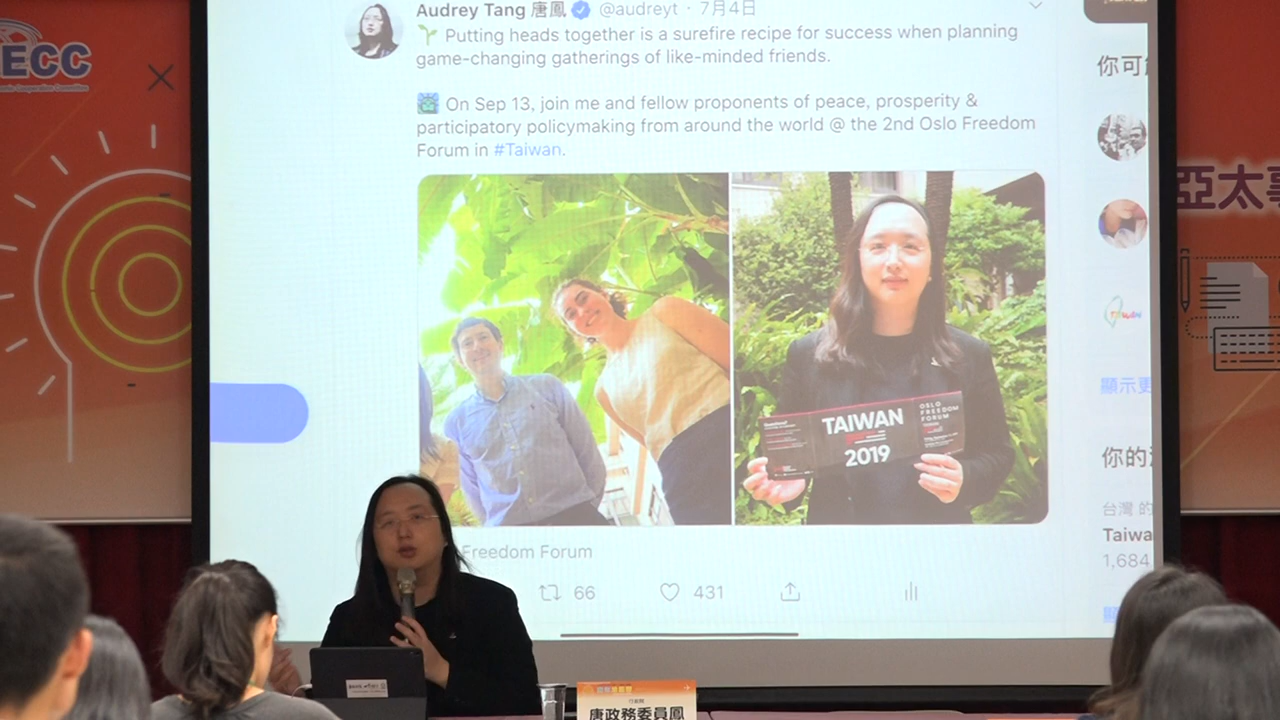 ECC
Audrey Tang 唐鳳 @audreyt · 7月4日
Putting heads together is a surefire recipe for success when planning
game-changing gatherings of like-minded friends.
On Sep 13, join me and fellow proponents of peace, prosperity &
participatory policymaking from around the world @ the 2nd Oslo Freedom
Forum in #Taiwan.
你可
亞太
TAIWAN
2019
OSLO
FREEDOM
FORUM
顯示更
你的
台灣 的
Taiwa
1,684
Freedom Forum
66 431
行政院
唐政務委員鳳